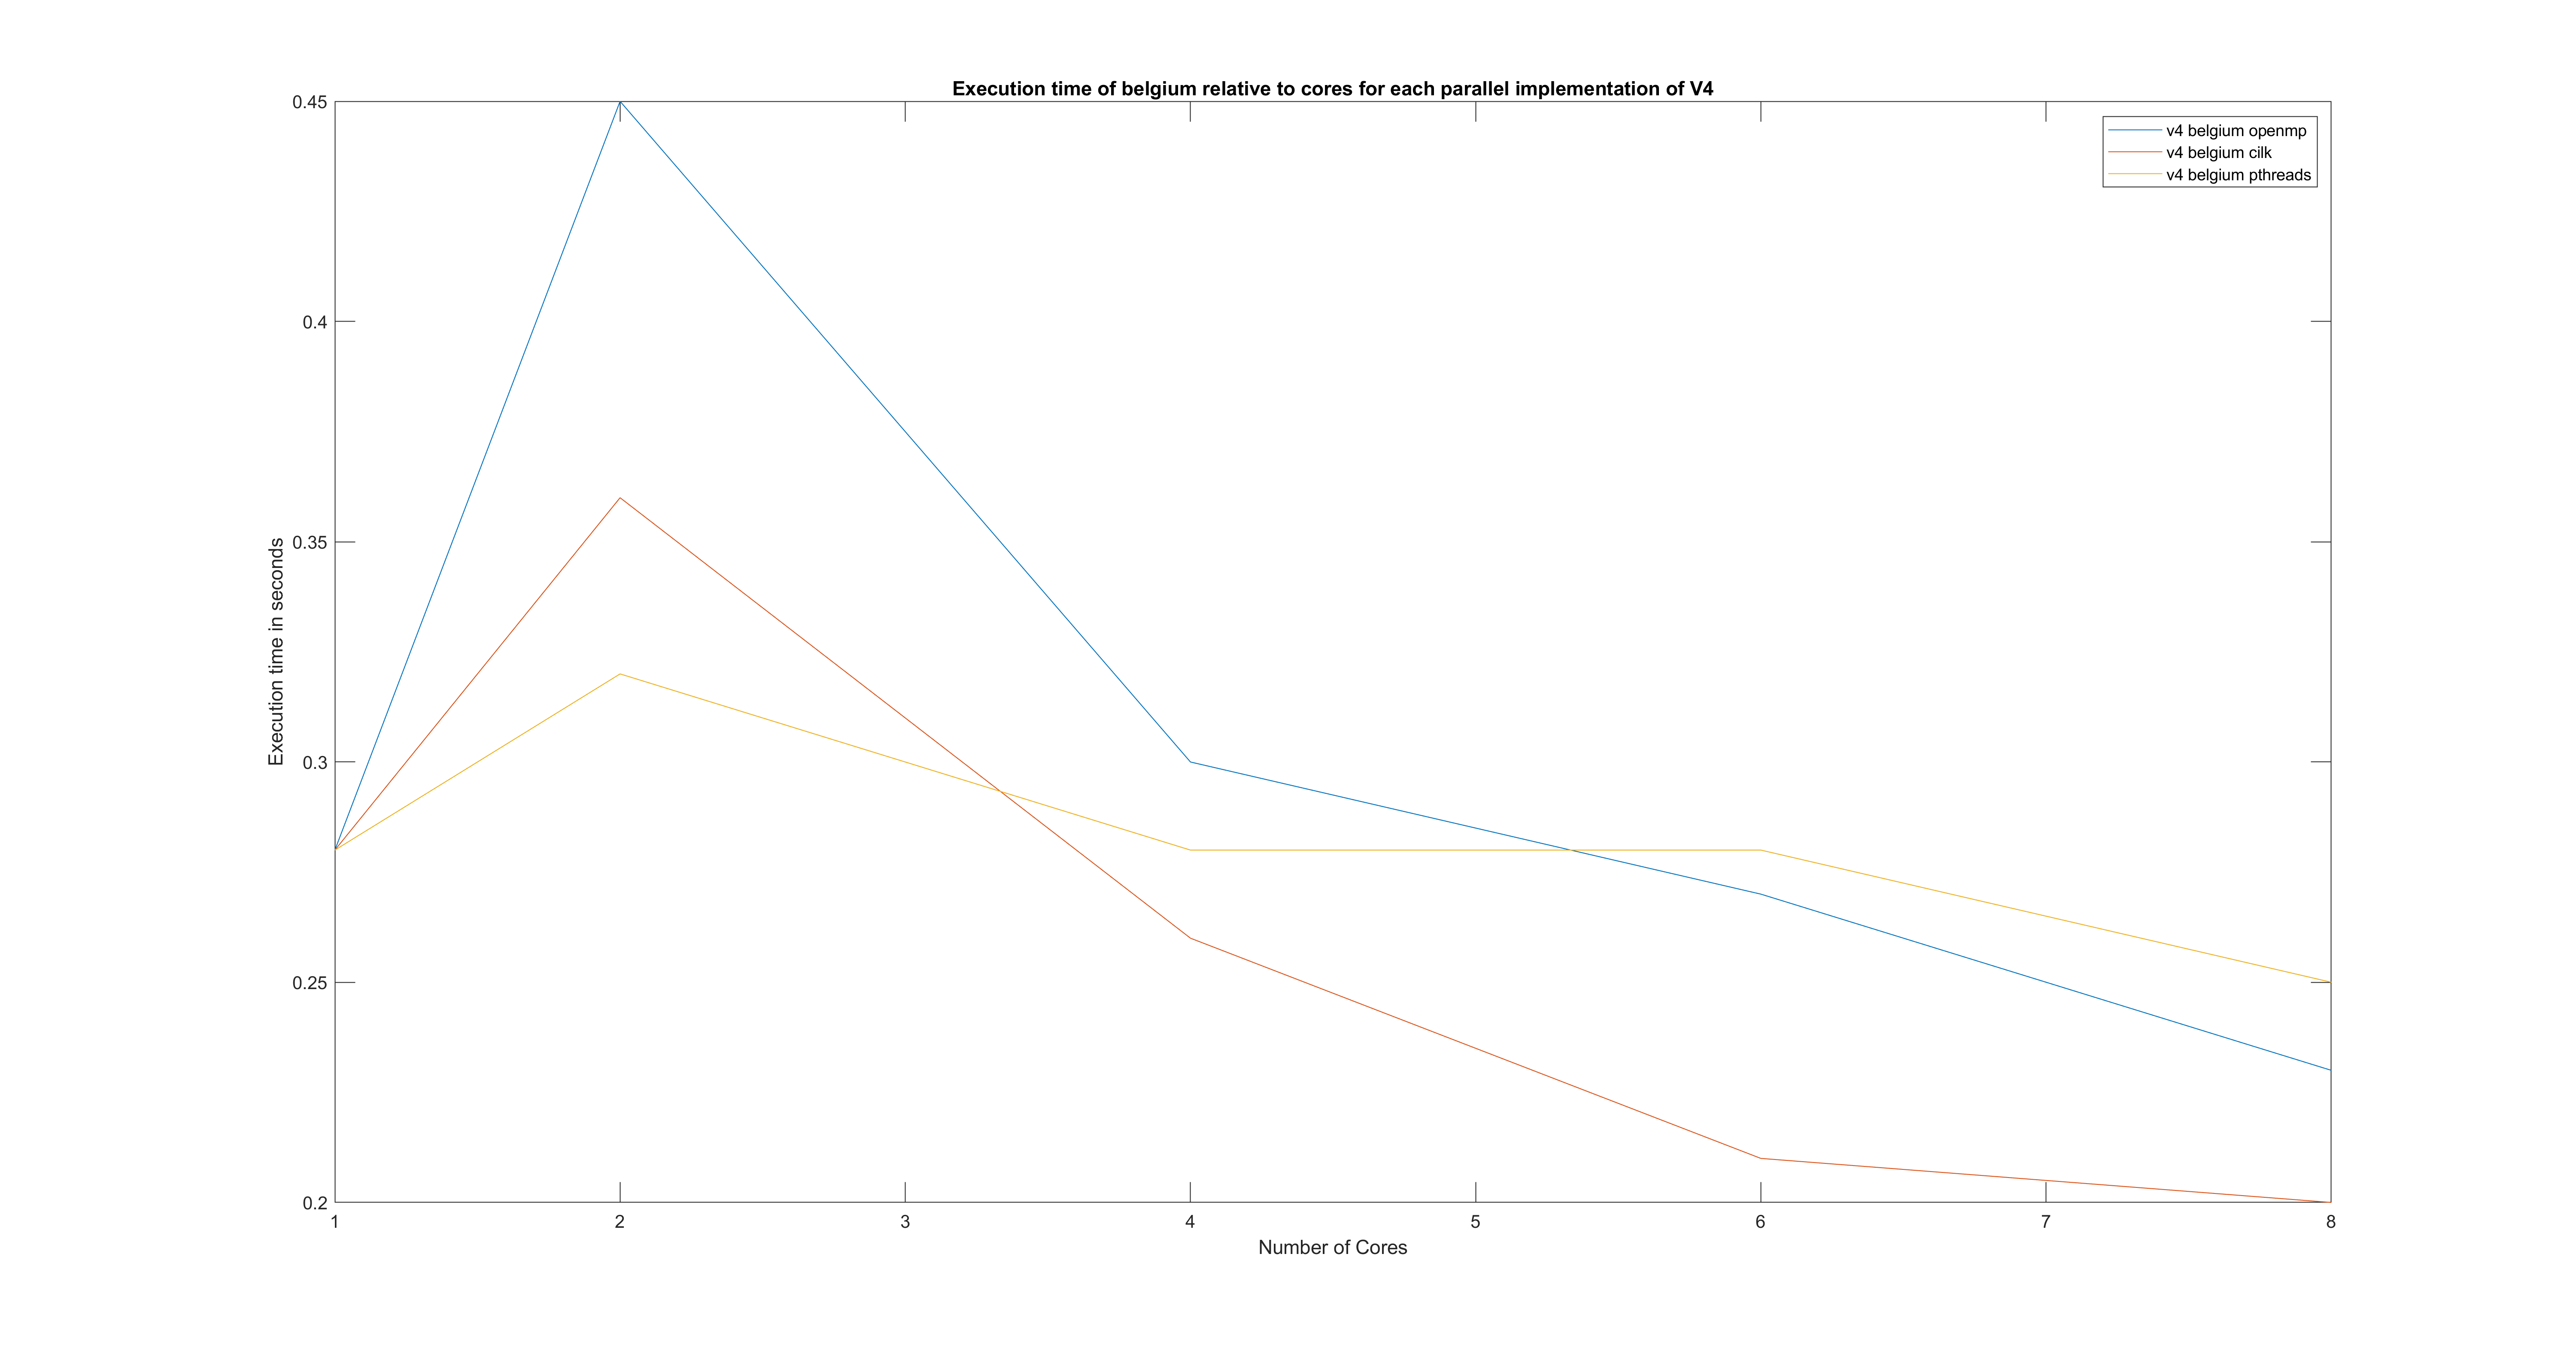 Execution time of belgium relative to cores for each parallel implementation of V4
v4 belgium openmp
v4 belgium cilk
v4 belgium pthreads
0.45
0.4
0.35
0.3
0.25
0.2
Execution time in seconds
1 2 3 4 5 6 7 8
Number of Cores